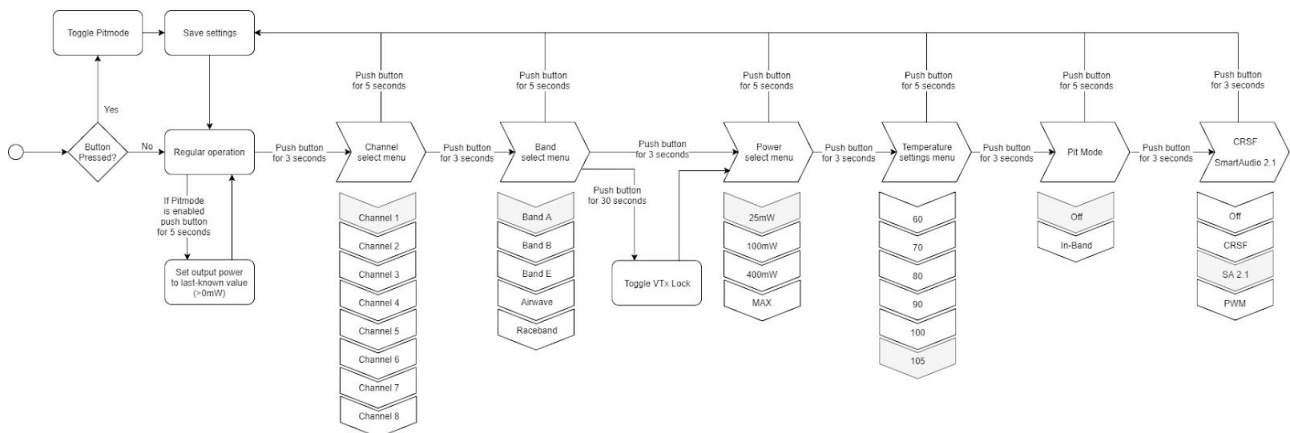 Toggle Pitmode
Save settings
Push button
for 5 seconds
Push button
for 5 seconds
Push button
for 5 seconds
Push button
for 5 seconds
Push button
for 5 seconds
Push button
for 3 seconds
Yes
Button
Pressed?
No
Regular operation
Push button
for 3 seconds
Channel
select menu
Push button
for 3 seconds
Band
select menu
Push button
for 3 seconds
Power
select menu
Push button
for 3 seconds
Temperature
settings menu
Push button
for 3 seconds
Pit Mode
Push button
for 3 seconds
CRSF
SmartAudio 2.1
If Pitmode
is enabled
push button
for 5 seconds
Set output power
to last-known value
(>0mW)
Push button
for 30 seconds
Toggle VTx Lock
Channel 1
Channel 2
Channel 3
Channel 4
Channel 5
Channel 6
Channel 7
Channel 8
Band A
Band B
Band E
Airwave
Raceband
25mW
100mW
400mW
MAX
60
70
80
90
100
105
Off
In-Band
Off
CRSF
SA 2.1
PWM